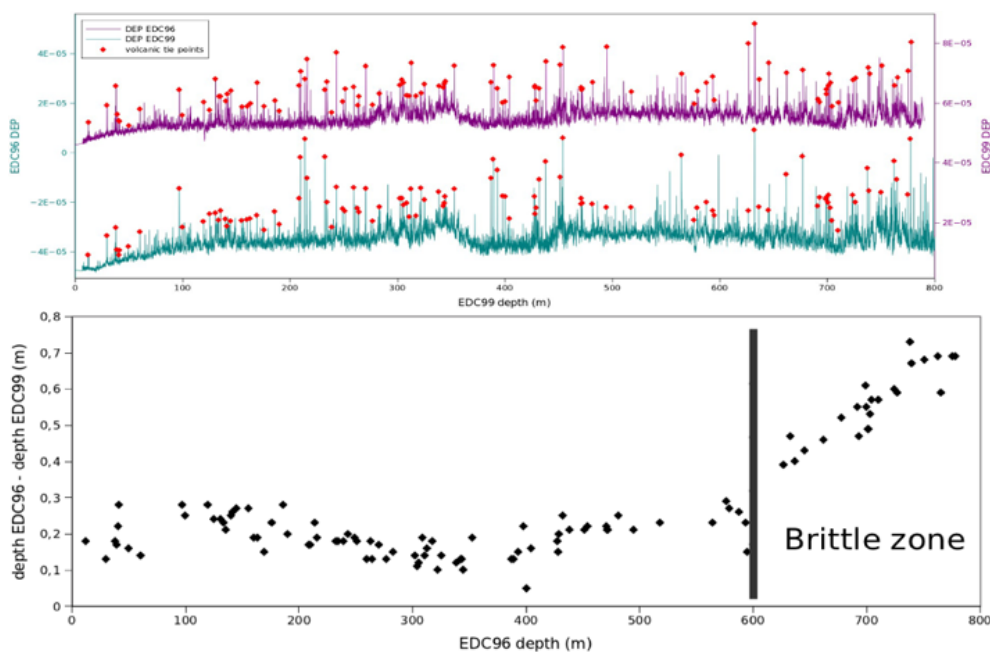 DEP EDC96
DEP EDC99
volcanic tie points
4E−05
2E−05
0
−2E−05
−4E−05
EDC96 DEP
8E−05
6E−05
4E−05
2E−05
EDC99 DEP
0 100 200 300 400 500 600 700 800
EDC99 depth (m)
0,8
0,7
0,6
0,5
0,4
0,3
0,2
0,1
0
depth EDC96 - depth EDC99 (m)
Brittle zone
0 100 200 300 400 500 600 700 800
EDC96 depth (m)